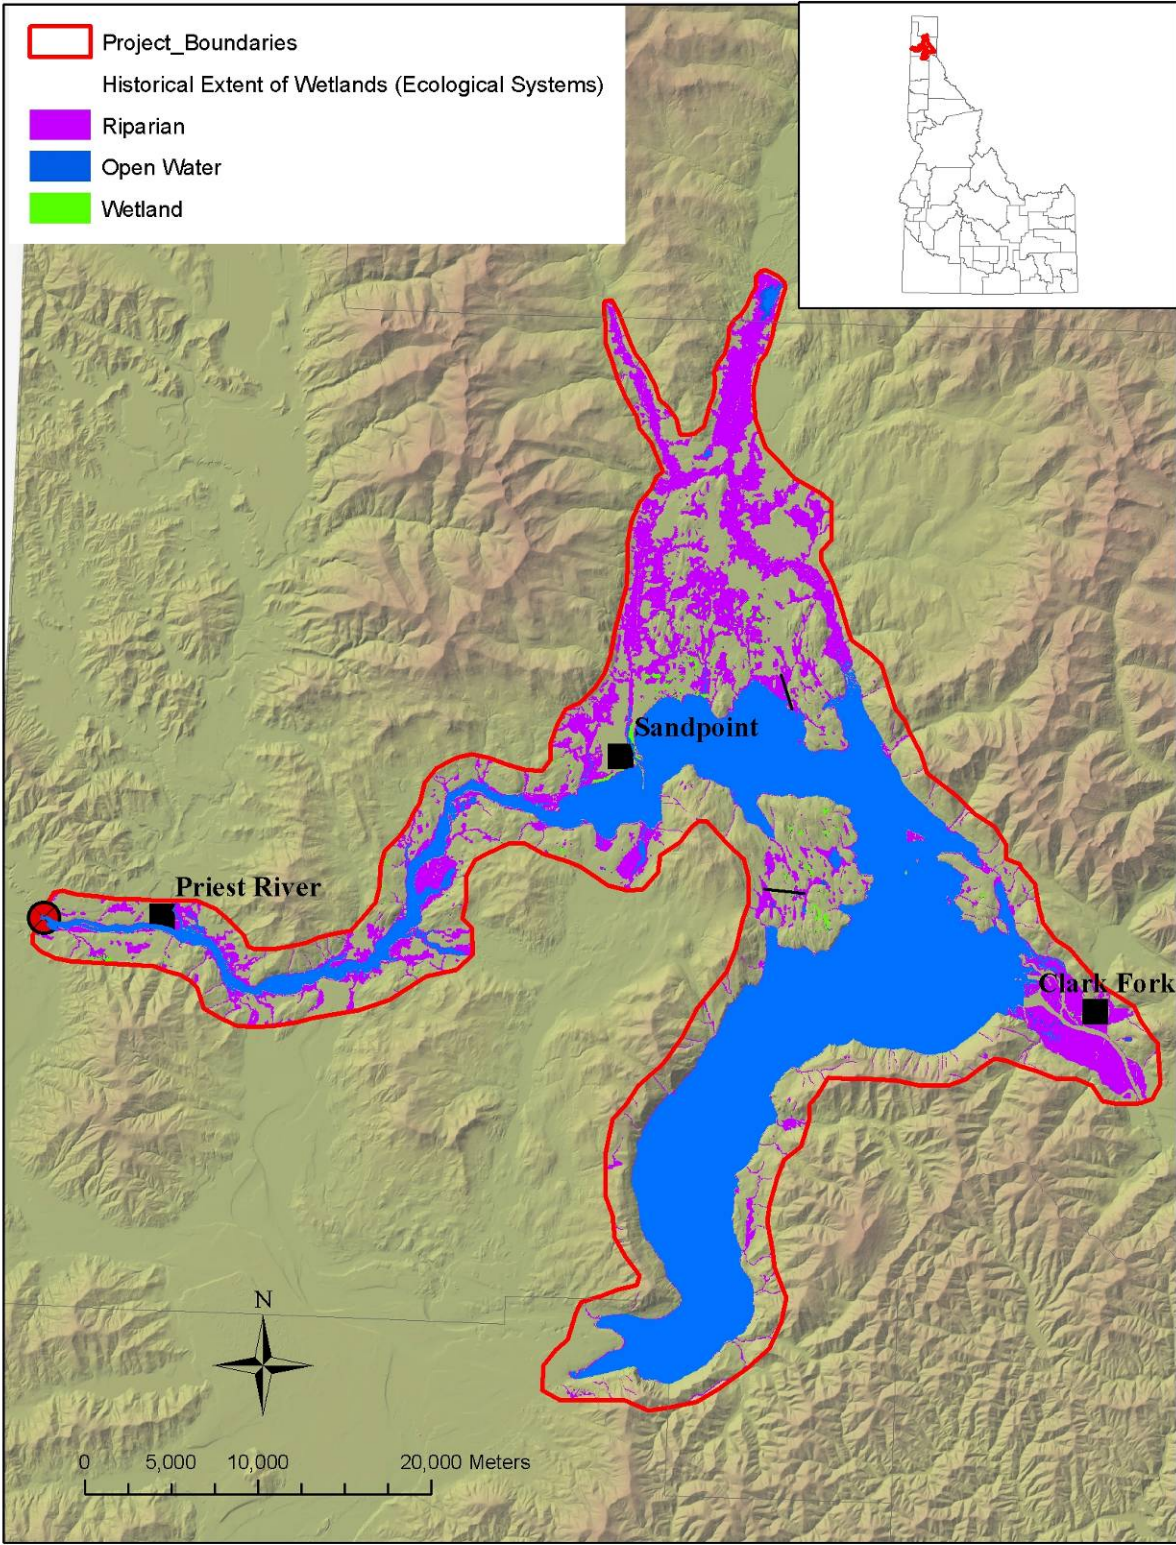 Project_Boundaries
Historical Extent of Wetlands (Ecological Systems)
Riparian
Open Water
Wetland
Sandpoint
Priest River
Clark Fork
N
0 5,000 10,000 20,000 Meters